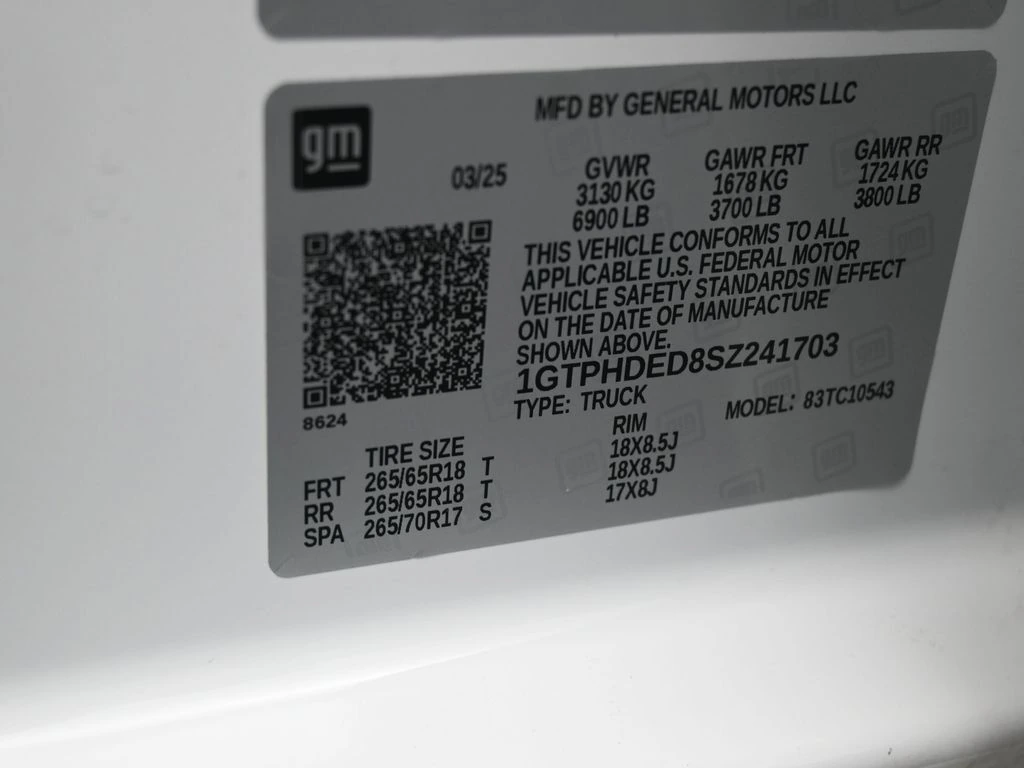 gm
MFD BY GENERAL MOTORS LLC
03/25
GVWR GAWR FRT GAWR RR
3130 KG 1678 KG 1724 KG
6900 LB 3700 LB 3800 LB
THIS VEHICLE CONFORMS TO ALL
APPLICABLE U.S. FEDERAL MOTOR
VEHICLE SAFETY STANDARDS IN EFFECT
ON THE DATE OF MANUFACTURE
SHOWN ABOVE.
1GTPHDED8SZ241703
8624
TYPE: TRUCK MODEL: 83TC10543
TIRE SIZE RIM
FRT 265/65R18 T 18X8.5J
RR 265/65R18 T 18X8.5J
SPA 265/70R17 S 17X8J